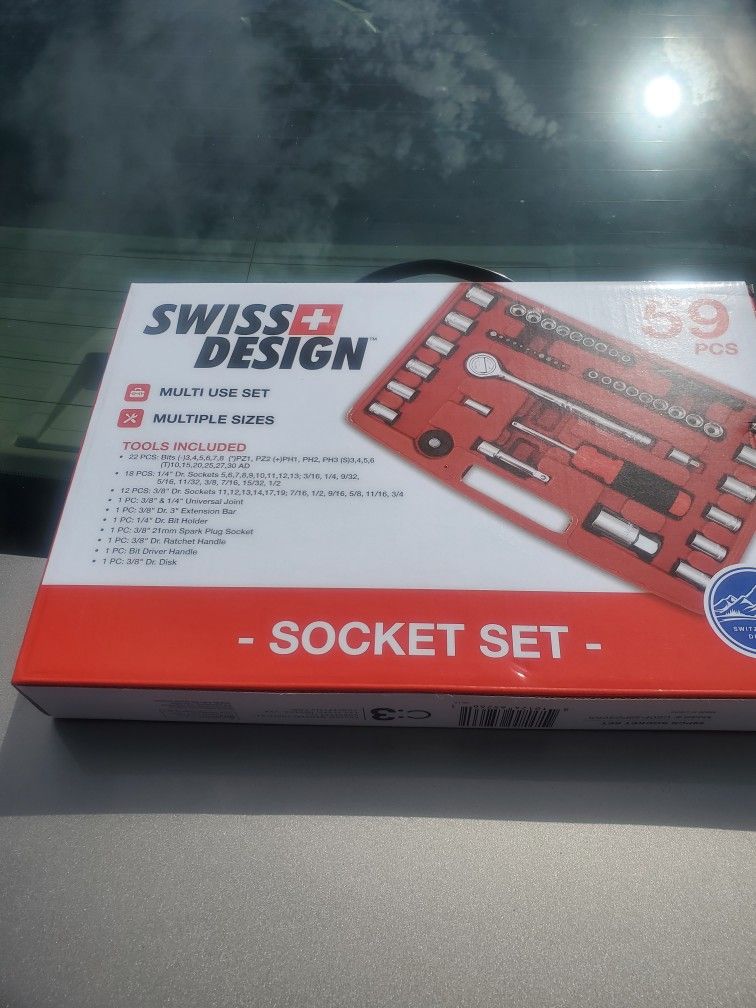 SWISS
DESIGN™
59
PCS
MULTI USE SET
MULTIPLE SIZES
TOOLS INCLUDED
• 22 PCS: Bits (-)3,4,5,6,7,8 (*)PZ1, PZ2 (+)PH1, PH2, PH3 (S)3,4,5,6
(T)10,15,20,25,27,30 AD
• 18 PCS: 1/4" Dr. Sockets 5,6,7,8,9,10,11,12,13; 3/16, 1/4, 9/32,
5/16, 11/32, 3/8, 7/16, 15/32, 1/2
• 12 PCS: 3/8" Dr. Sockets 11,12,13,14,17,19; 7/16, 1/2, 9/16, 5/8, 11/16, 3/4
• 1 PC: 3/8" & 1/4" Universal Joint
• 1 PC: 3/8" Dr. 3" Extension Bar
• 1 PC: 1/4" Dr. Bit Holder
• 1 PC: 3/8" 21mm Spark Plug Socket
• 1 PC: 3/8" Dr. Ratchet Handle
• 1 PC: Bit Driver Handle
• 1 PC: 3/8" Dr. Disk
- SOCKET SET -
59PCS SOCKET SET